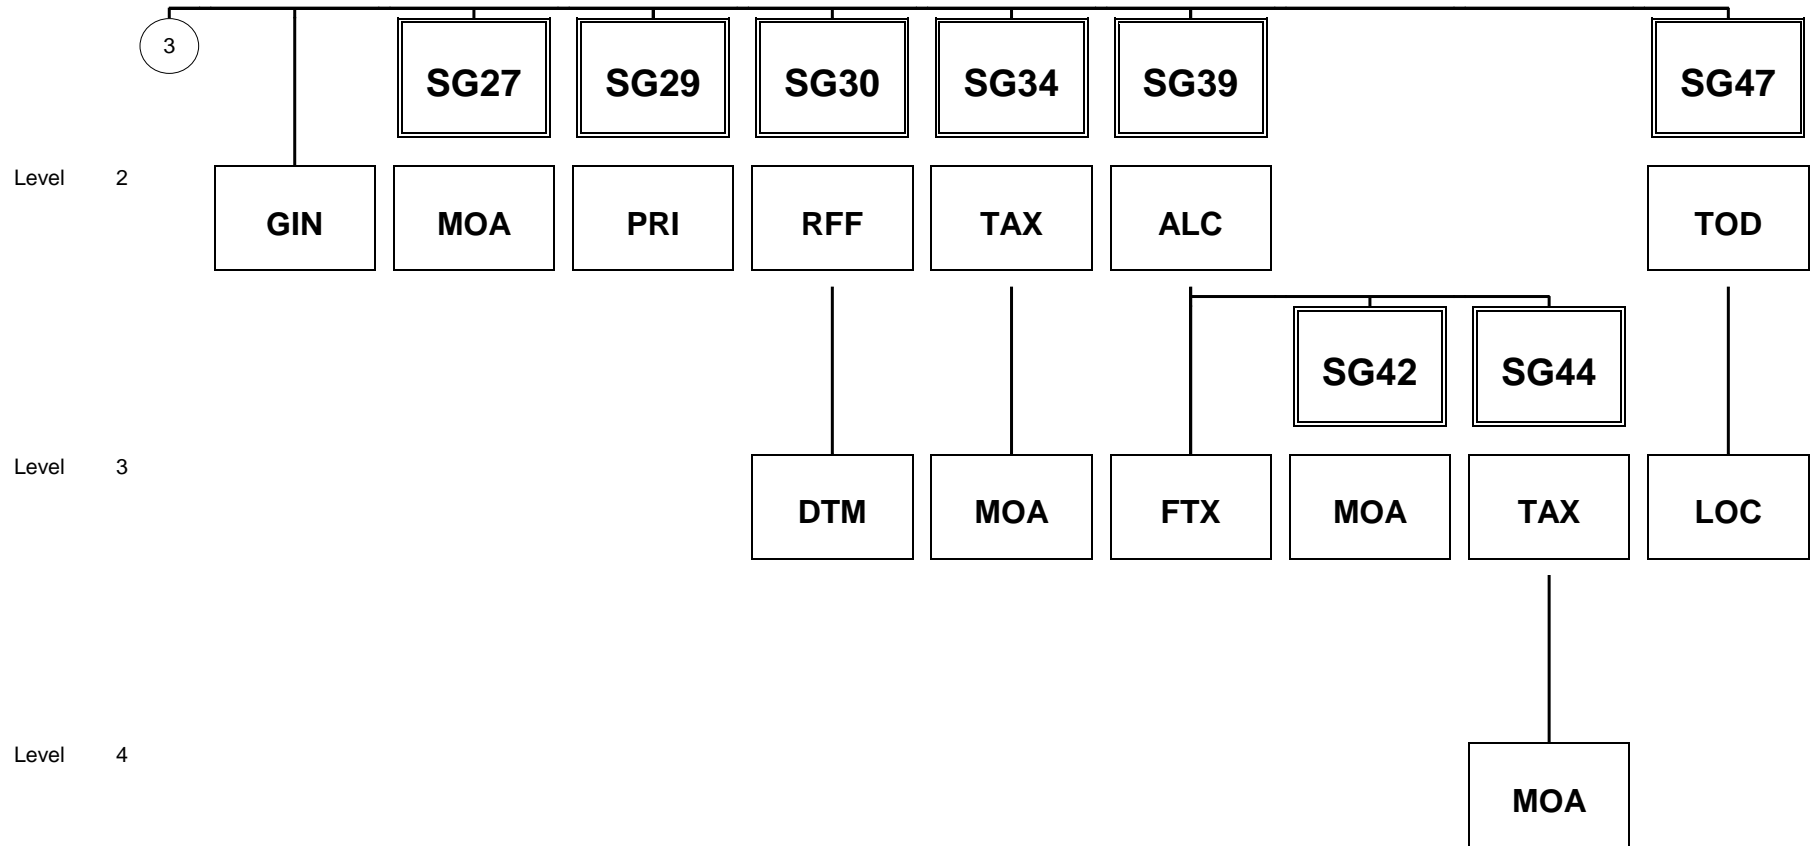 3
SG27 SG29 SG30 SG34 SG39 SG47
Level 2
GIN MOA PRI RFF TAX ALC TOD
SG42 SG44
Level 3
DTM MOA FTX MOA TAX LOC
Level 4
MOA